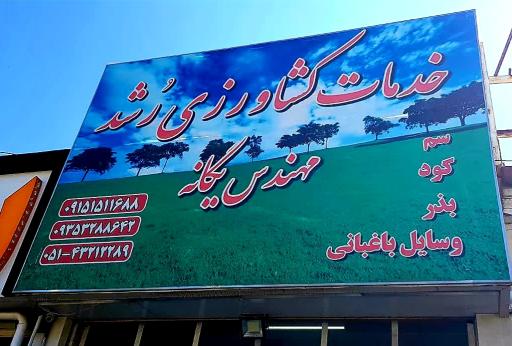 خدمات کشاورزی رُشد
مهندس یگانه
سم
کود
بذر
وسایل باغبانی
۰۹۱۵۱۵۱۱۶۸۸
۰۹۳۵۳۲۸۸۶۴۲
۰۵۱-۴۳۲۱۲۲۸۹